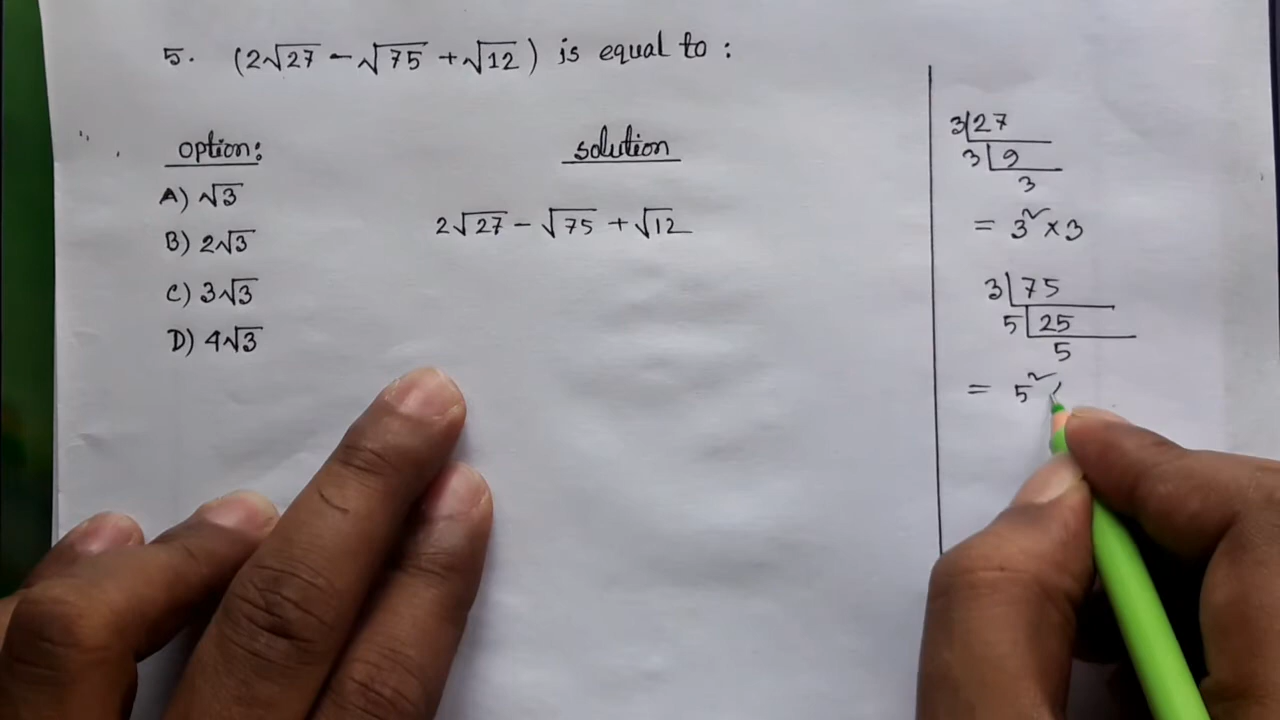 5. (2√27 - √75 + √12) is equal to :
option:
A) √3
B) 2√3
C) 3√3
D) 4√3
solution
2√27 - √75 + √12
3|27
3|9
3
= 3² × 3
3|75
5|25
5
= 5²